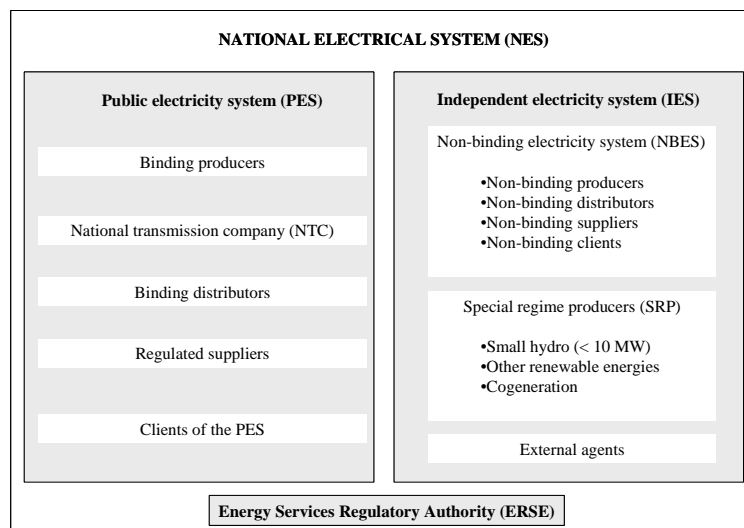 NATIONAL ELECTRICAL SYSTEM (NES)
Public electricity system (PES)
Binding producers
National transmission company (NTC)
Binding distributors
Regulated suppliers
Clients of the PES
Independent electricity system (IES)
Non-binding electricity system (NBES)
•Non-binding producers
•Non-binding distributors
•Non-binding suppliers
•Non-binding clients
Special regime producers (SRP)
•Small hydro (< 10 MW)
•Other renewable energies
•Cogeneration
External agents
Energy Services Regulatory Authority (ERSE)